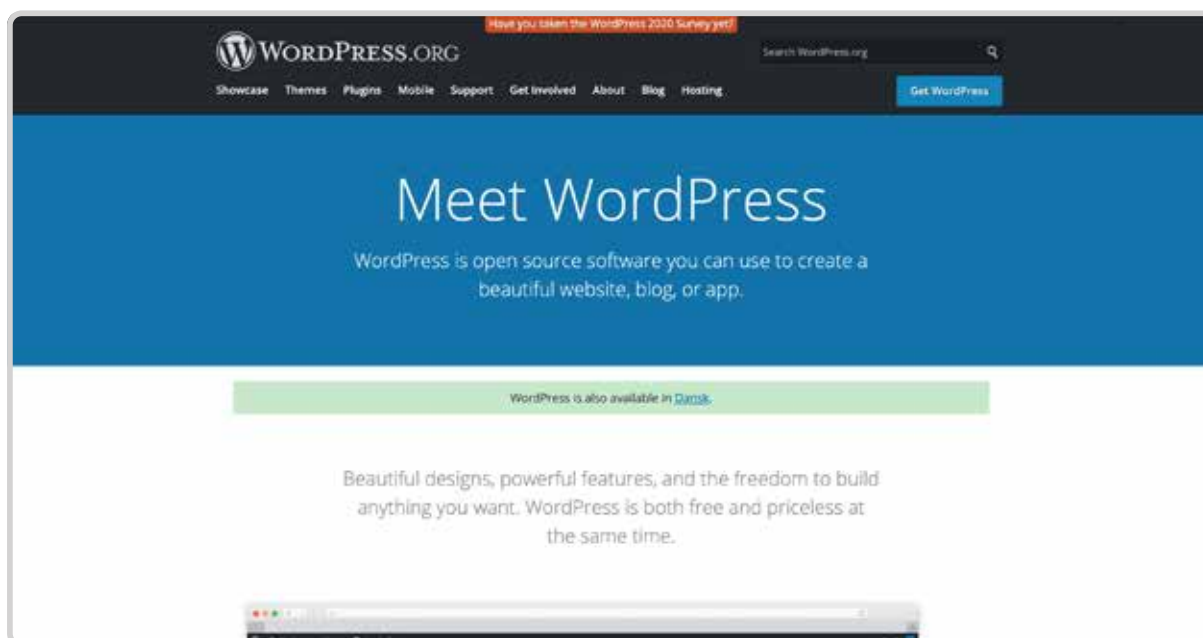 Have you taken the WordPress 2020 Survey yet?
WORDPRESS.ORG
Search WordPress.org
Showcase Themes Plugins Mobile Support Get Involved About Blog Hosting
Get WordPress
Meet WordPress
WordPress is open source software you can use to create a
beautiful website, blog, or app.
WordPress is also available in Dansk.
Beautiful designs, powerful features, and the freedom to build
anything you want. WordPress is both free and priceless at
the same time.